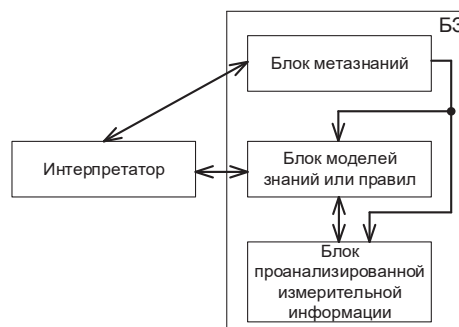 БЗ
Блок метазнаний
Интерпретатор
Блок моделей
знаний или правил
Блок
проанализированной
измерительной
информации